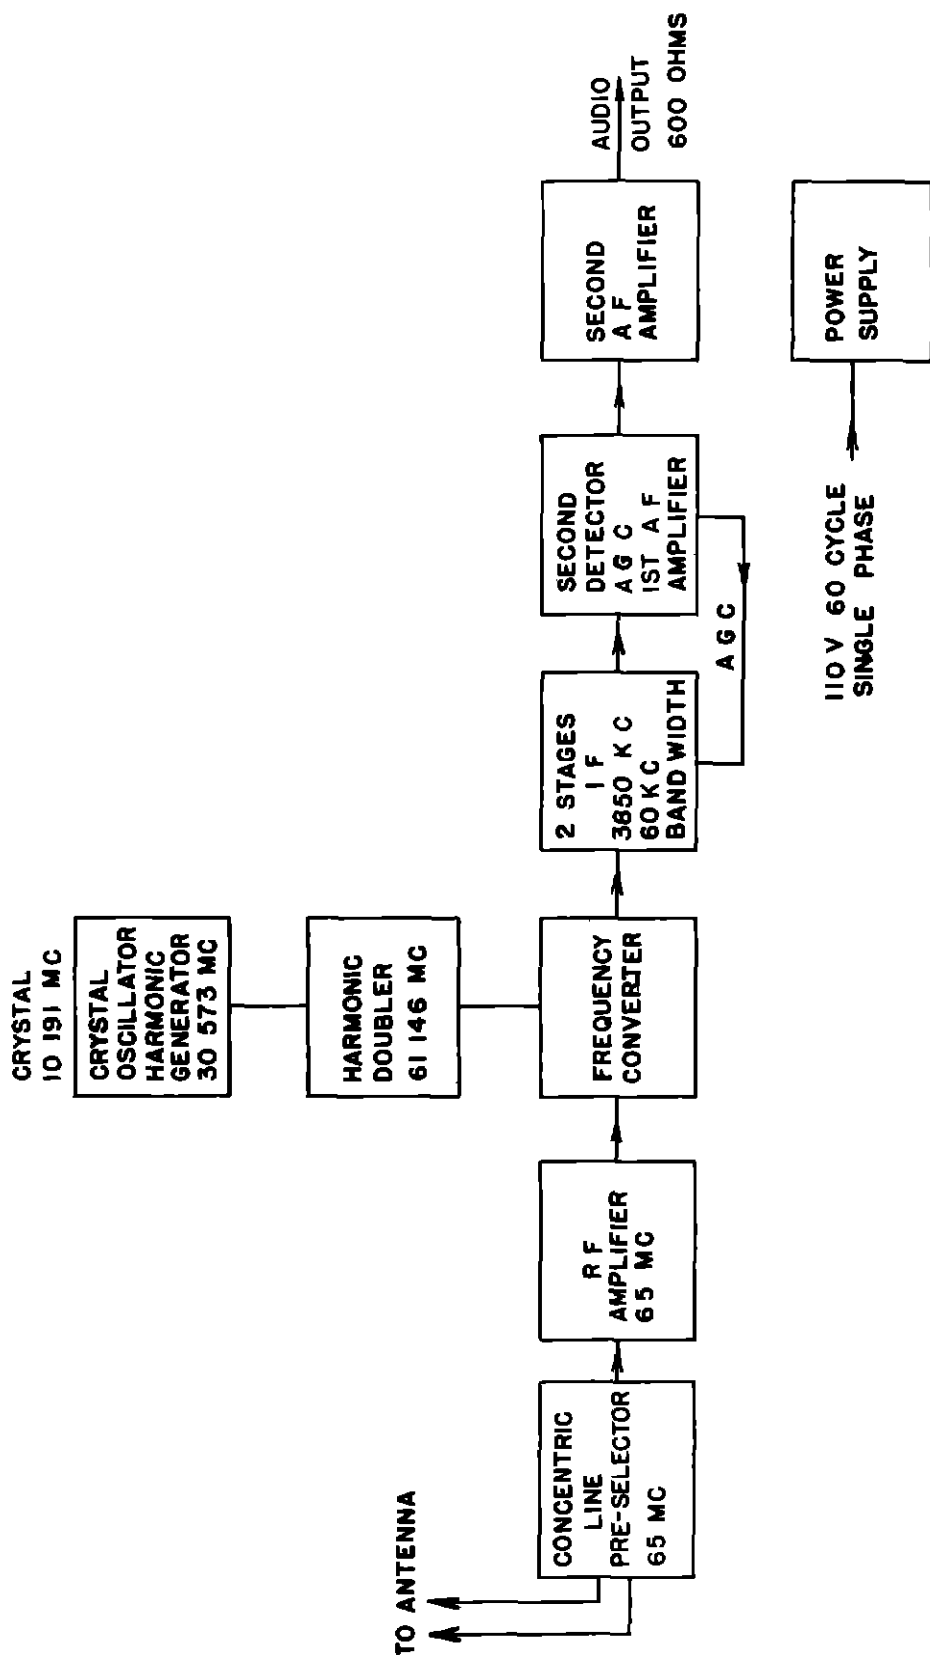 CRYSTAL
10 191 MC
CRYSTAL
OSCILLATOR
HARMONIC
GENERATOR
30 573 MC
HARMONIC
DOUBLER
61 146 MC
TO ANTENNA
CONCENTRIC
LINE
PRE-SELECTOR
65 MC
R F
AMPLIFIER
65 MC
FREQUENCY
CONVERTER
2 STAGES
I F
3850 K C
60 K C
BAND WIDTH
SECOND
DETECTOR
A G C
IST A F
AMPLIFIER
A G C
SECOND
A F
AMPLIFIER
AUDIO
OUTPUT
600 OHMS
110 V 60 CYCLE
SINGLE PHASE
POWER
SUPPLY